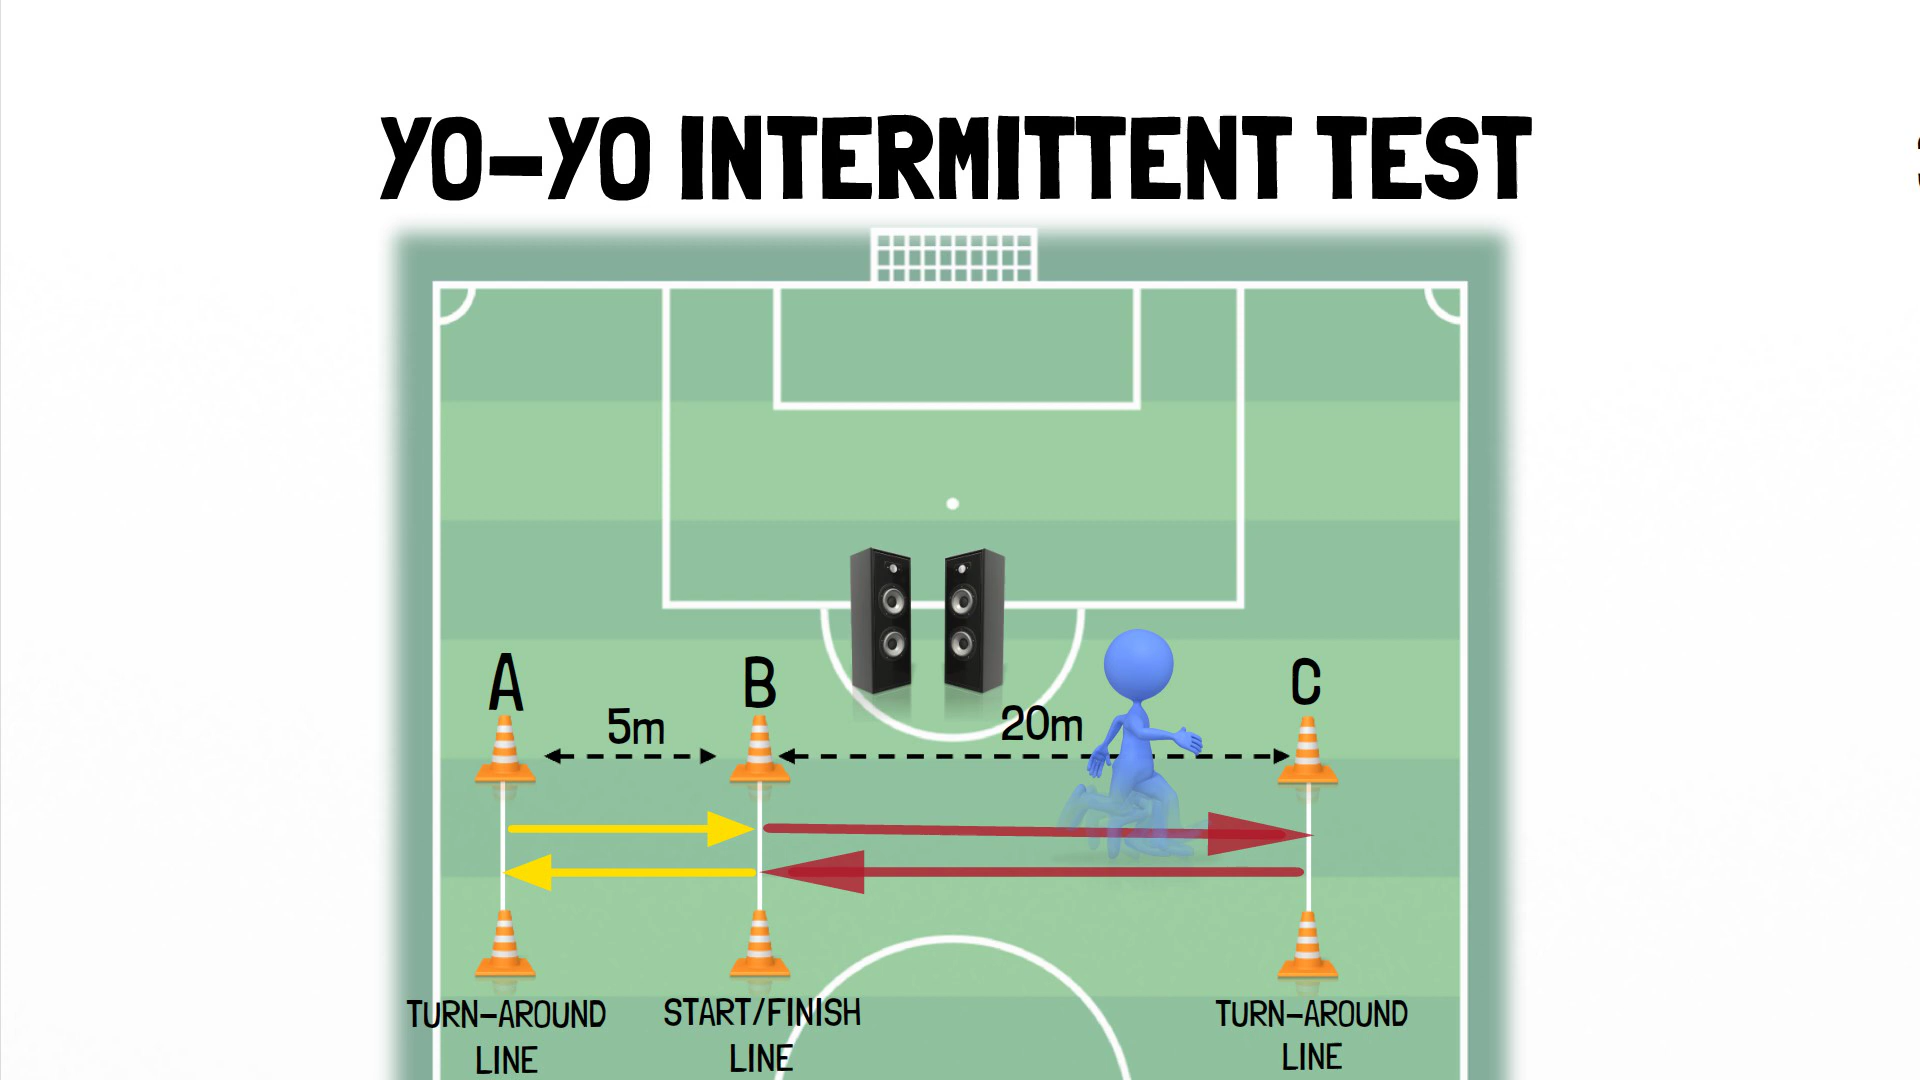 YO-YO INTERMITTENT TEST
A
B
C
5m
20m
TURN-AROUND
LINE
START/FINISH
LINE
TURN-AROUND
LINE